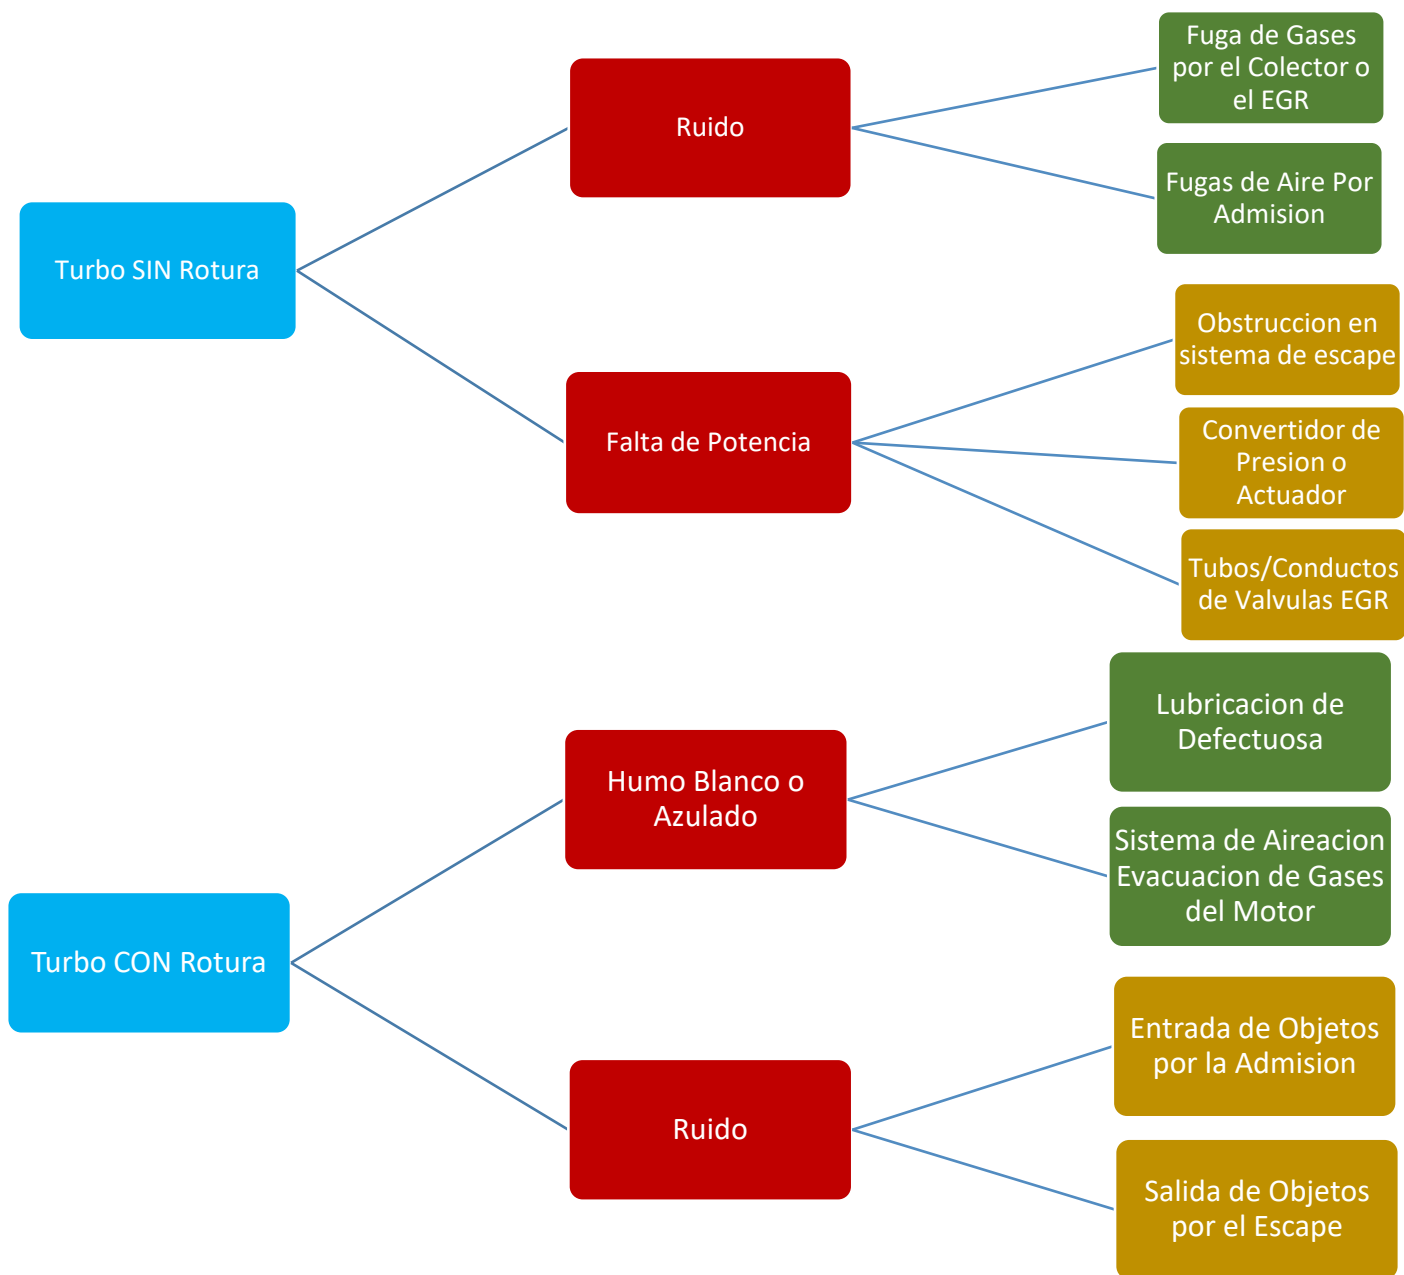 Turbo SIN Rotura
Ruido
Fuga de Gases
por el Colector o
el EGR
Fugas de Aire Por
Admision
Falta de Potencia
Obstruccion en
sistema de escape
Convertidor de
Presion o
Actuador
Tubos/Conductos
de Valvulas EGR
Turbo CON Rotura
Humo Blanco o
Azulado
Lubricacion de
Defectuosa
Sistema de Aireacion
Evacuacion de Gases
del Motor
Ruido
Entrada de Objetos
por la Admision
Salida de Objetos
por el Escape